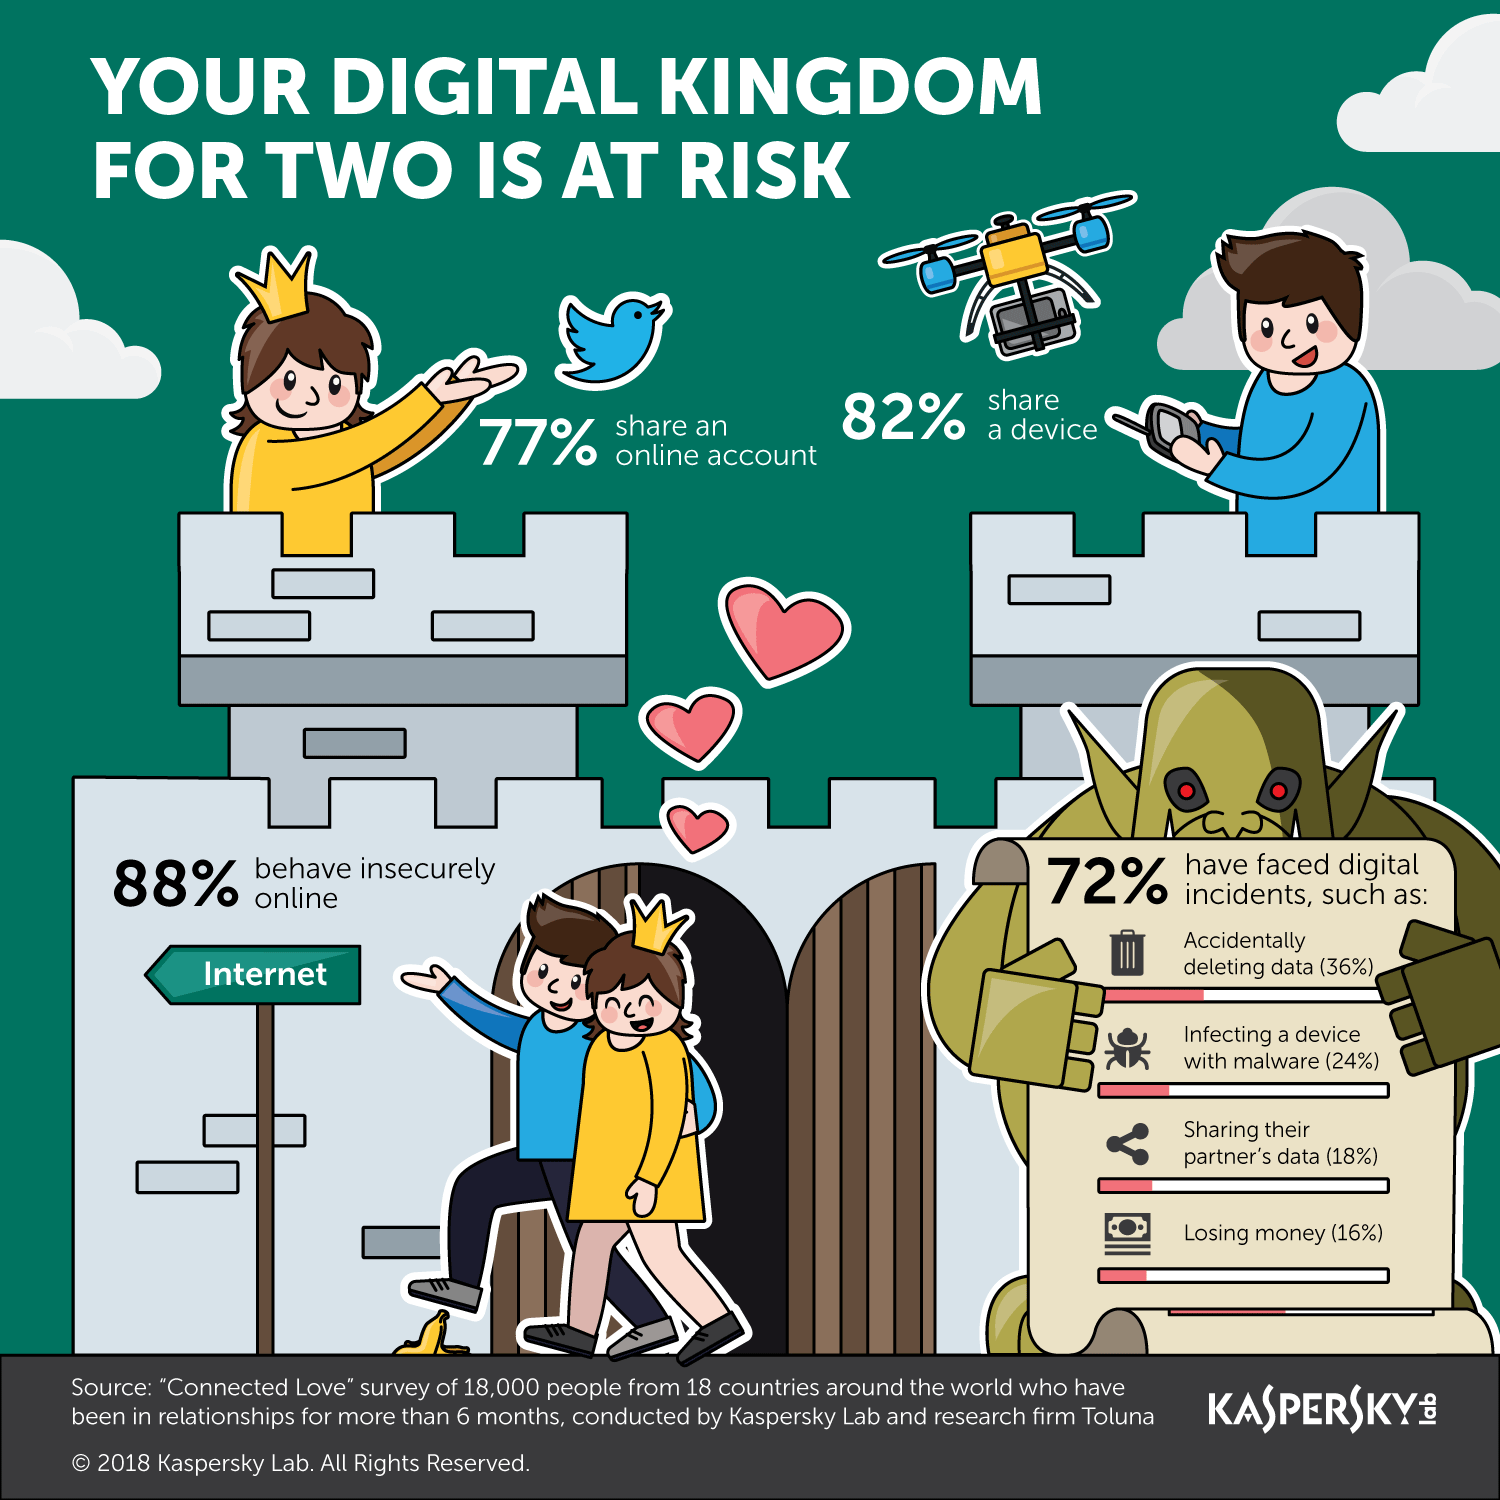 YOUR DIGITAL KINGDOM
FOR TWO IS AT RISK
77% share an
online account
82% share
a device
88% behave insecurely
online
Internet
72% have faced digital
incidents, such as:
Accidentally
deleting data (36%)
Infecting a device
with malware (24%)
Sharing their
partner's data (18%)
Losing money (16%)
Source: “Connected Love” survey of 18,000 people from 18 countries around the world who have
been in relationships for more than 6 months, conducted by Kaspersky Lab and research firm Toluna
© 2018 Kaspersky Lab. All Rights Reserved.
KASPERSKY lab